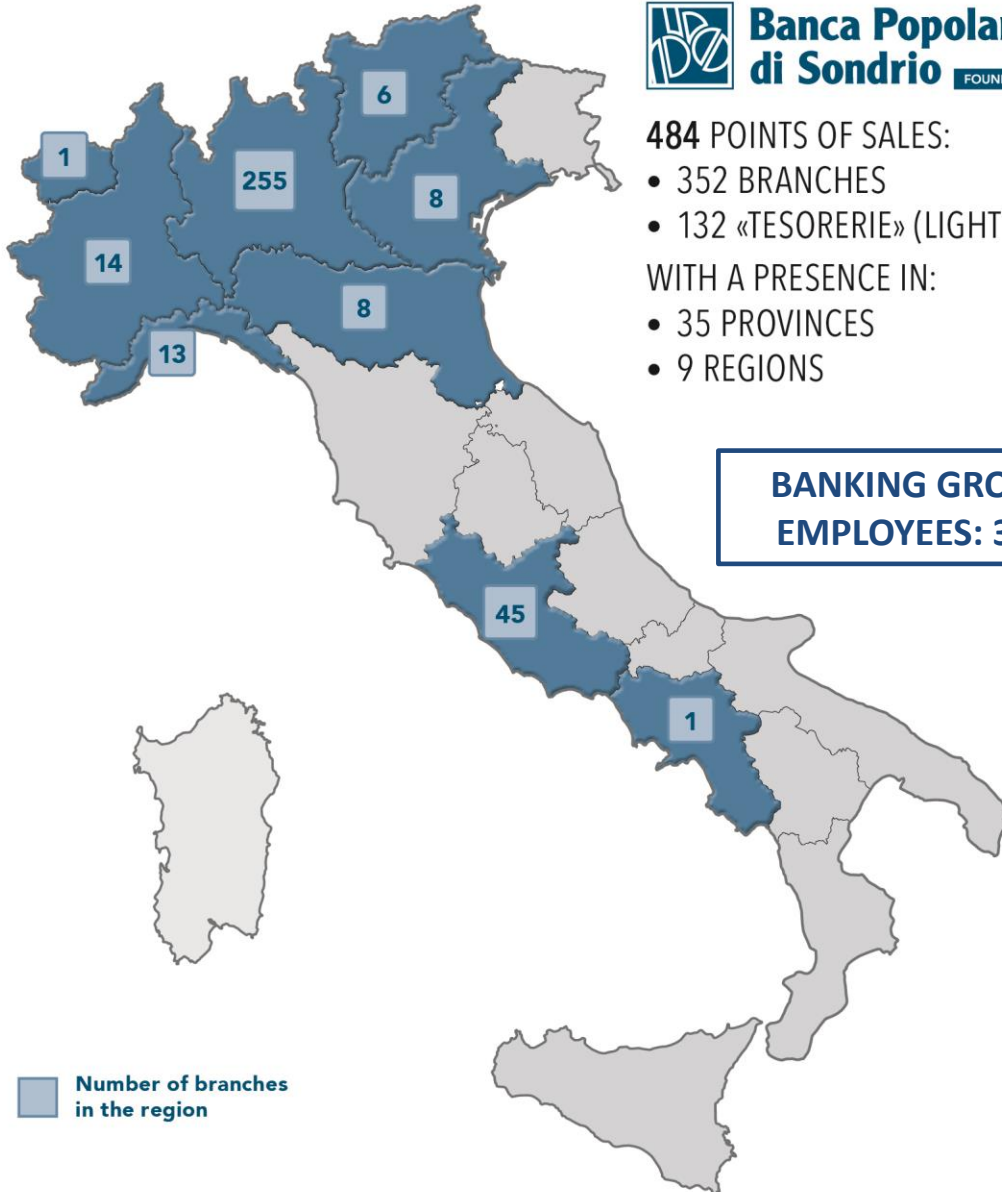 Banca Popolar
di Sondrio FOUN
484 POINTS OF SALES:
• 352 BRANCHES
• 132 «TESORERIE» (LIGHT
WITH A PRESENCE IN:
• 35 PROVINCES
• 9 REGIONS
BANKING GRO
EMPLOYEES: 3
6
1
255
8
14
8
13
45
1
Number of branches
in the region